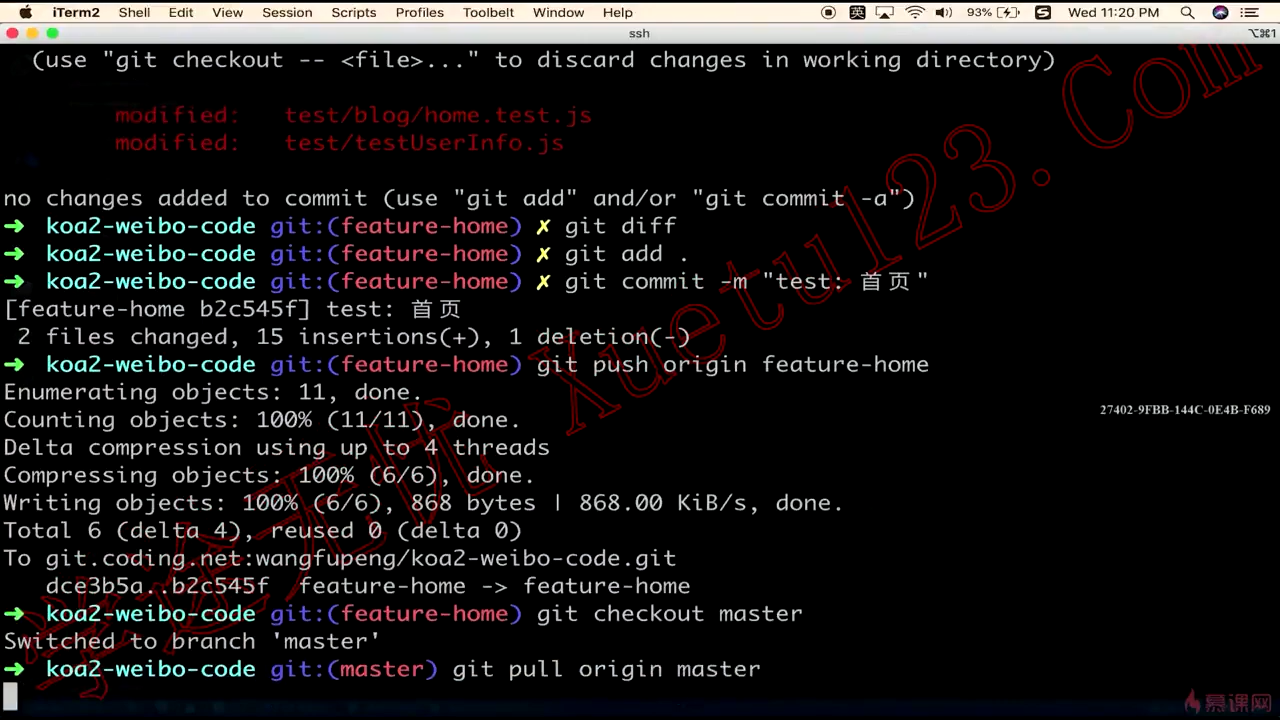 iTerm2 Shell Edit View Session Scripts Profiles Toolbelt Window Help 英 93% S Wed 11:20 PM
ssh ⌥⌘1
(use "git checkout -- <file>..." to discard changes in working directory)
modified: test/blog/home.test.js
modified: test/testUserInfo.js
no changes added to commit (use "git add" and/or "git commit -a")
➜ koa2-weibo-code git:(feature-home) ✗ git diff
➜ koa2-weibo-code git:(feature-home) ✗ git add .
➜ koa2-weibo-code git:(feature-home) ✗ git commit -m "test: 首页"
[feature-home b2c545f] test: 首页
2 files changed, 15 insertions(+), 1 deletion(-)
➜ koa2-weibo-code git:(feature-home) git push origin feature-home
Enumerating objects: 11, done.
Counting objects: 100% (11/11), done.
Delta compression using up to 4 threads
Compressing objects: 100% (6/6), done.
Writing objects: 100% (6/6), 868 bytes | 868.00 KiB/s, done.
Total 6 (delta 4), reused 0 (delta 0)
To git.coding.net:wangfupeng/koa2-weibo-code.git
dce3b5a..b2c545f feature-home -> feature-home
➜ koa2-weibo-code git:(feature-home) git checkout master
Switched to branch 'master'
➜ koa2-weibo-code git:(master) git pull origin master
27402-9FBB-144C-0E4B-F689
学途无忧 Xuetu123.Com
慕课网